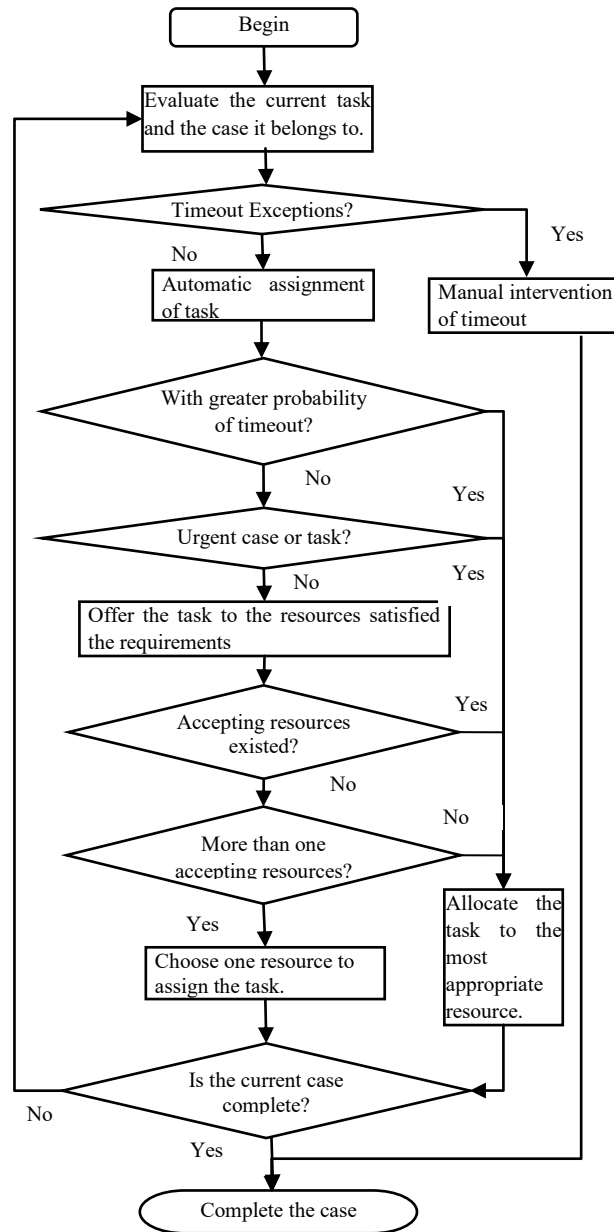 Begin
Evaluate the current task
and the case it belongs to.
Timeout Exceptions?
Yes
No
Automatic assignment
of task
Manual intervention
of timeout
With greater probability
of timeout?
No
Yes
Urgent case or task?
Yes
No
Offer the task to the resources satisfied
the requirements
Accepting resources
existed?
Yes
No
No
More than one
accepting resources?
Yes
Allocate the
task to the
most
appropriate
resource.
Choose one resource to
assign the task.
Is the current case
complete?
No
Yes
Complete the case